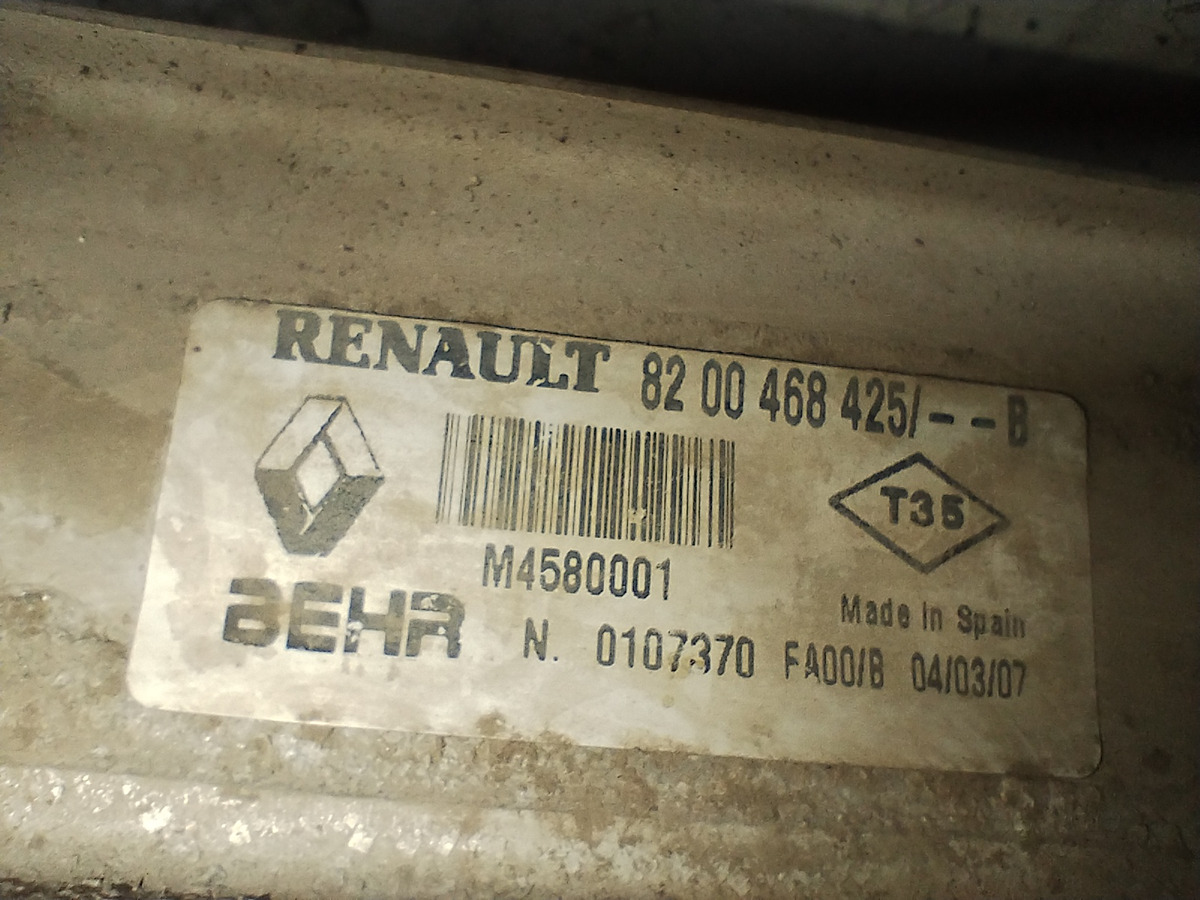 RENAULT 82 00 468 425/---B
T35
M4580001
Made In Spain
BEHR N. 0107370 FA00/B 04/03/07